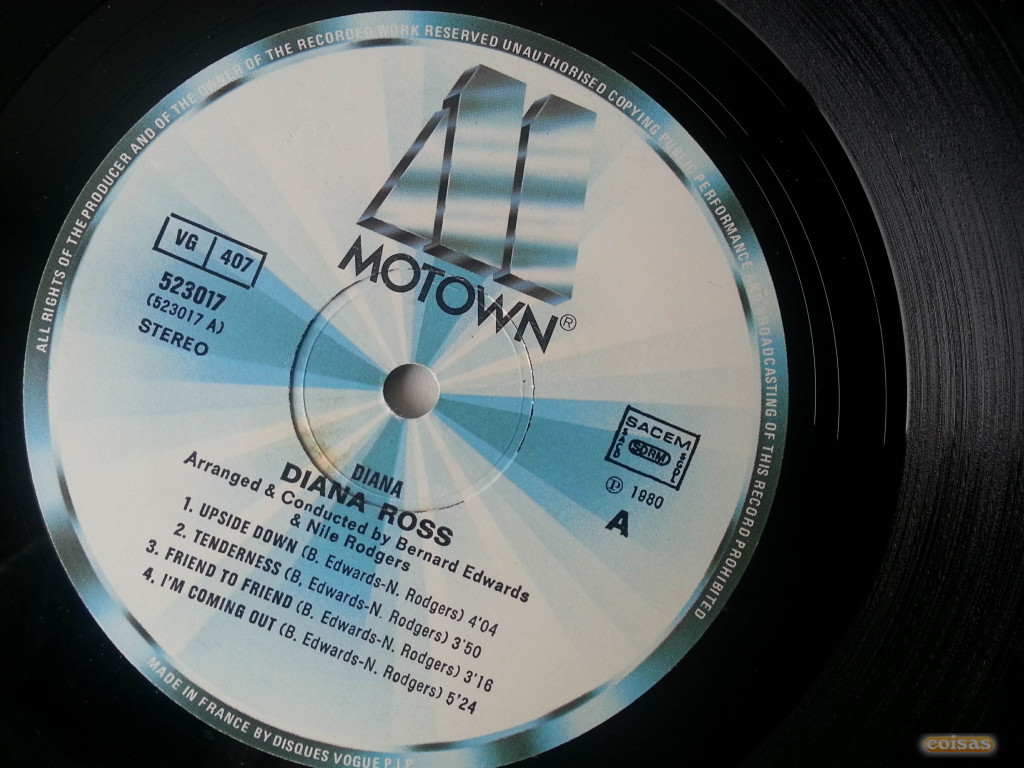 ALL RIGHTS OF THE PRODUCER AND OF THE OWNER OF THE RECORDED WORK RESERVED UNAUTHORISED COPYING PUBLIC PERFORMANCE AND BROADCASTING OF THIS RECORD PROHIBITED
MOTOWN®
VG 407
523017
(523017 A)
STEREO
SACEM
SACD SDRM SGDL
℗ 1980
A
DIANA
DIANA ROSS
Arranged & Conducted by Bernard Edwards
& Nile Rodgers
1. UPSIDE DOWN (B. Edwards-N. Rodgers) 4'04
2. TENDERNESS (B. Edwards-N. Rodgers) 3'50
3. FRIEND TO FRIEND (B. Edwards-N. Rodgers) 3'16
4. I'M COMING OUT (B. Edwards-N. Rodgers) 5'24
MADE IN FRANCE BY DISQUES VOGUE P.I.P.
coisas